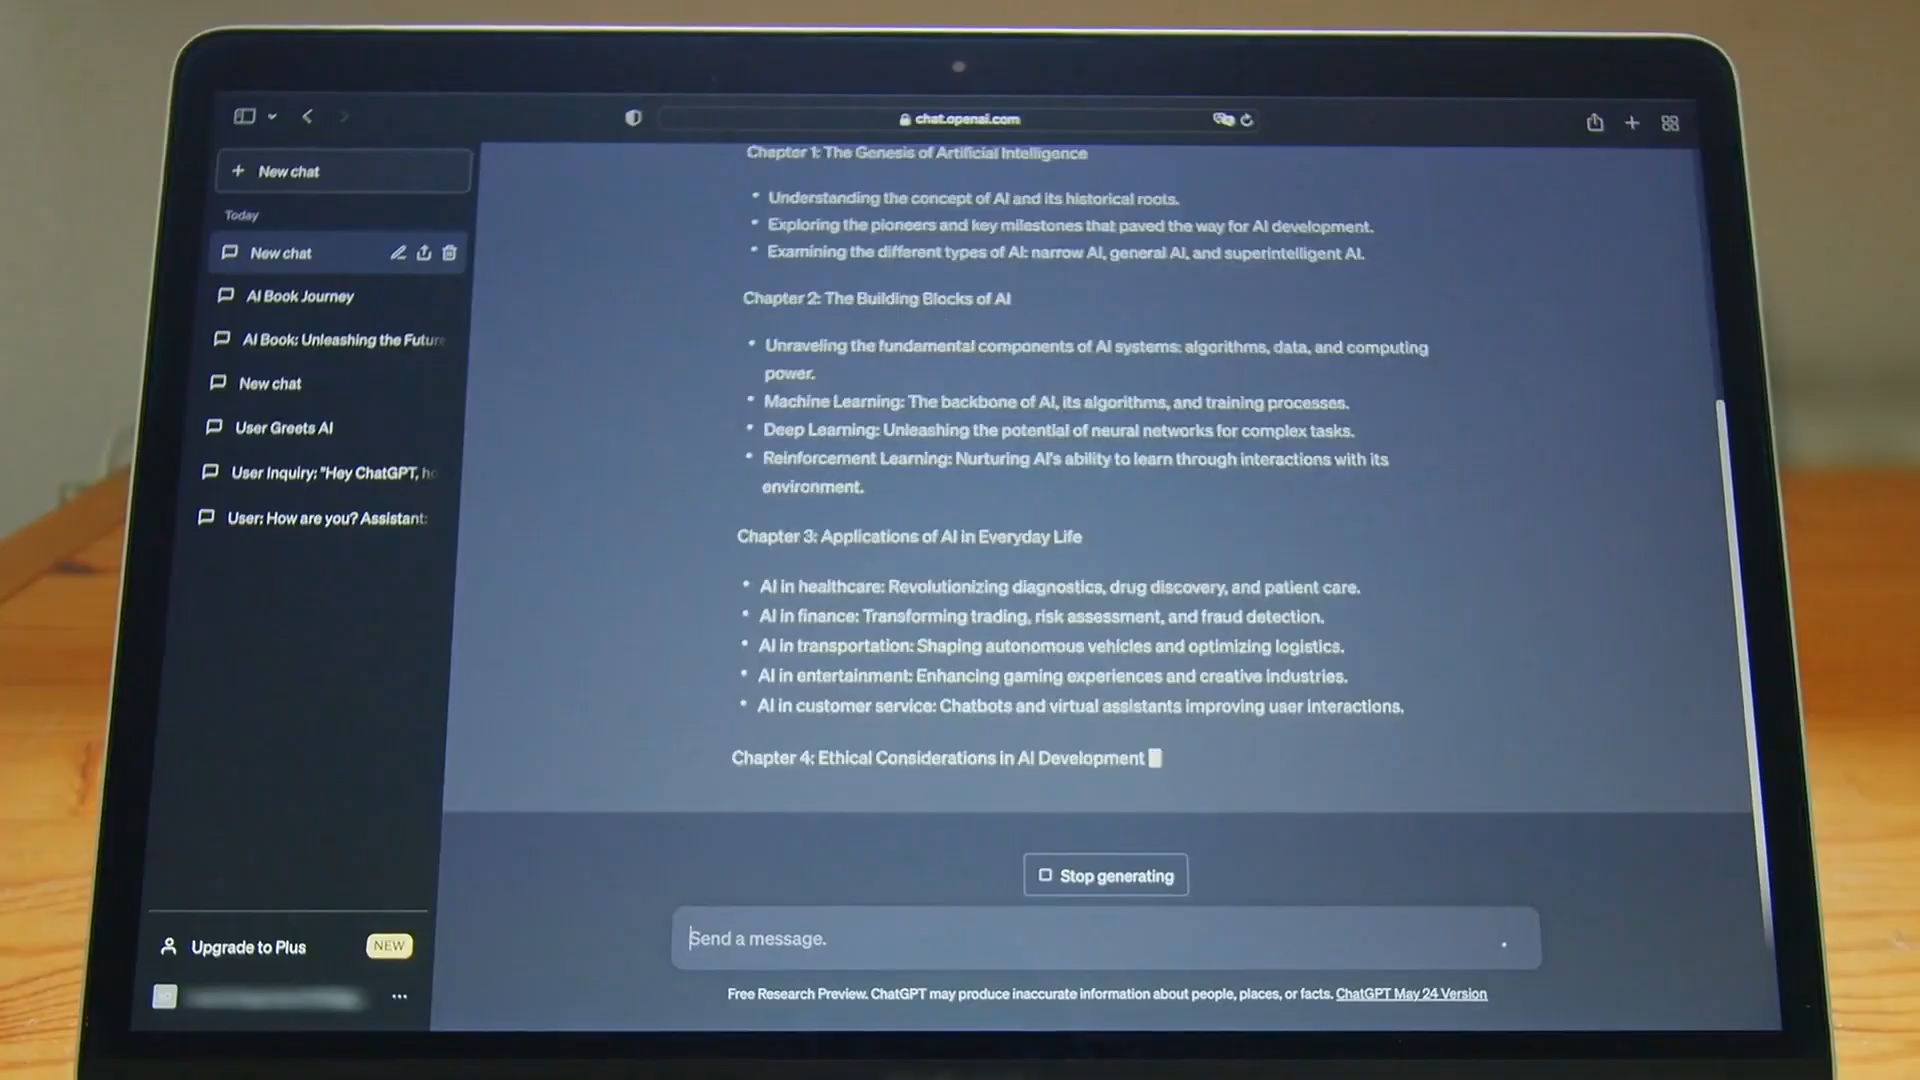 chat.openai.com
New chat
Today
New chat
AI Book Journey
AI Book: Unleashing the Future
New chat
User Greets AI
User Inquiry: "Hey ChatGPT, ho
User: How are you? Assistant:
Upgrade to Plus
NEW
Chapter 1: The Genesis of Artificial Intelligence
• Understanding the concept of AI and its historical roots.
• Exploring the pioneers and key milestones that paved the way for AI development.
• Examining the different types of AI: narrow AI, general AI, and superintelligent AI.
Chapter 2: The Building Blocks of AI
• Unraveling the fundamental components of AI systems: algorithms, data, and computing
power.
• Machine Learning: The backbone of AI, its algorithms, and training processes.
• Deep Learning: Unleashing the potential of neural networks for complex tasks.
• Reinforcement Learning: Nurturing AI's ability to learn through interactions with its
environment.
Chapter 3: Applications of AI in Everyday Life
• AI in healthcare: Revolutionizing diagnostics, drug discovery, and patient care.
• AI in finance: Transforming trading, risk assessment, and fraud detection.
• AI in transportation: Shaping autonomous vehicles and optimizing logistics.
• AI in entertainment: Enhancing gaming experiences and creative industries.
• AI in customer service: Chatbots and virtual assistants improving user interactions.
Chapter 4: Ethical Considerations in AI Development
Stop generating
Send a message.
Free Research Preview. ChatGPT may produce inaccurate information about people, places, or facts. ChatGPT May 24 Version